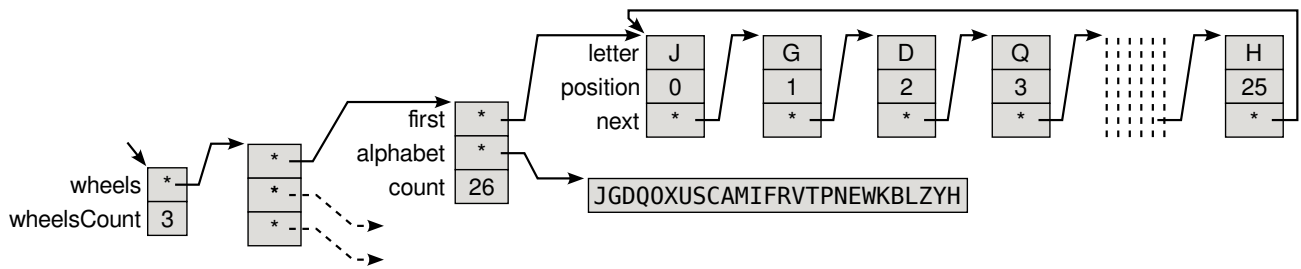 letter J G D Q H
position 0 1 2 3 25
next * * * * *
first *
alphabet *
count 26
JGDQOXUSCAMIFRVTPNEWKBLZYH
wheels *
wheelsCount 3
*
*
*